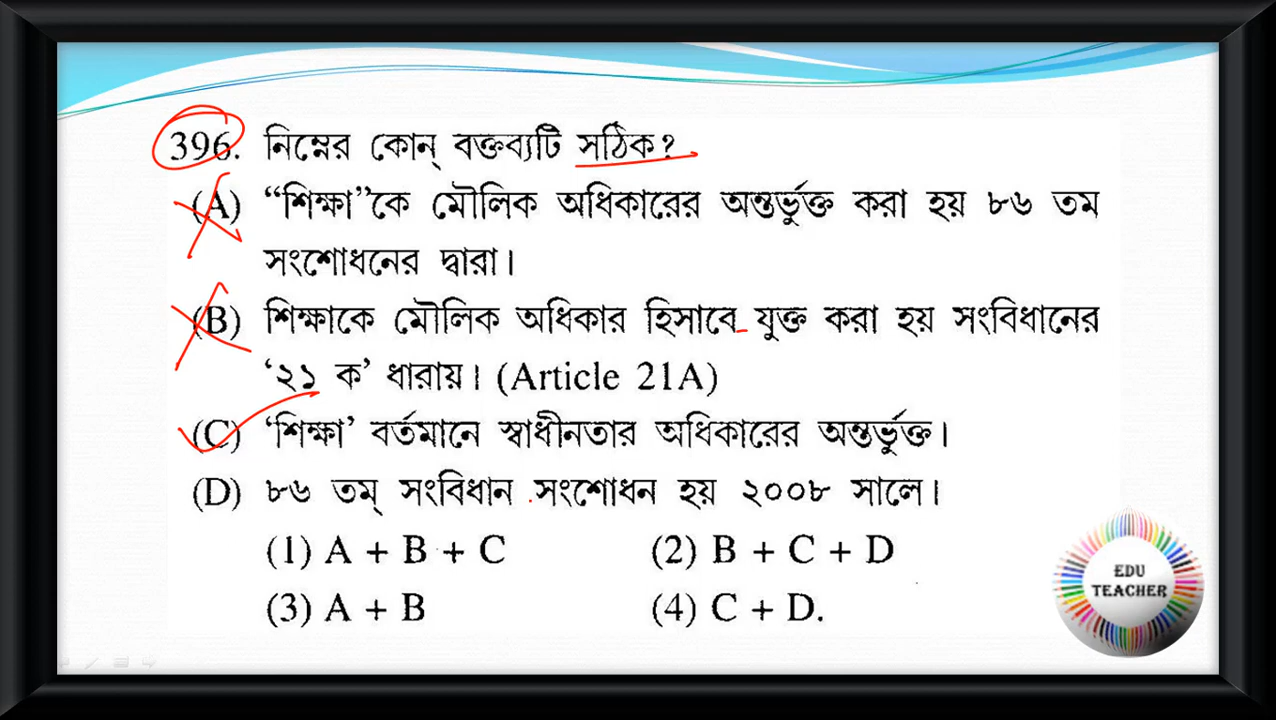 396. নিম্নের কোন্ বক্তব্যটি সঠিক?
(A) “শিক্ষা”কে মৌলিক অধিকারের অন্তর্ভুক্ত করা হয় ৮৬ তম
সংশোধনের দ্বারা।
(B) শিক্ষাকে মৌলিক অধিকার হিসাবে যুক্ত করা হয় সংবিধানের
‘২১ ক’ ধারায়। (Article 21A)
(C) ‘শিক্ষা’ বর্তমানে স্বাধীনতার অধিকারের অন্তর্ভুক্ত।
(D) ৮৬ তম্ সংবিধান সংশোধন হয় ২০০৮ সালে।
(1) A + B + C (2) B + C + D
(3) A + B (4) C + D.
EDU
TEACHER